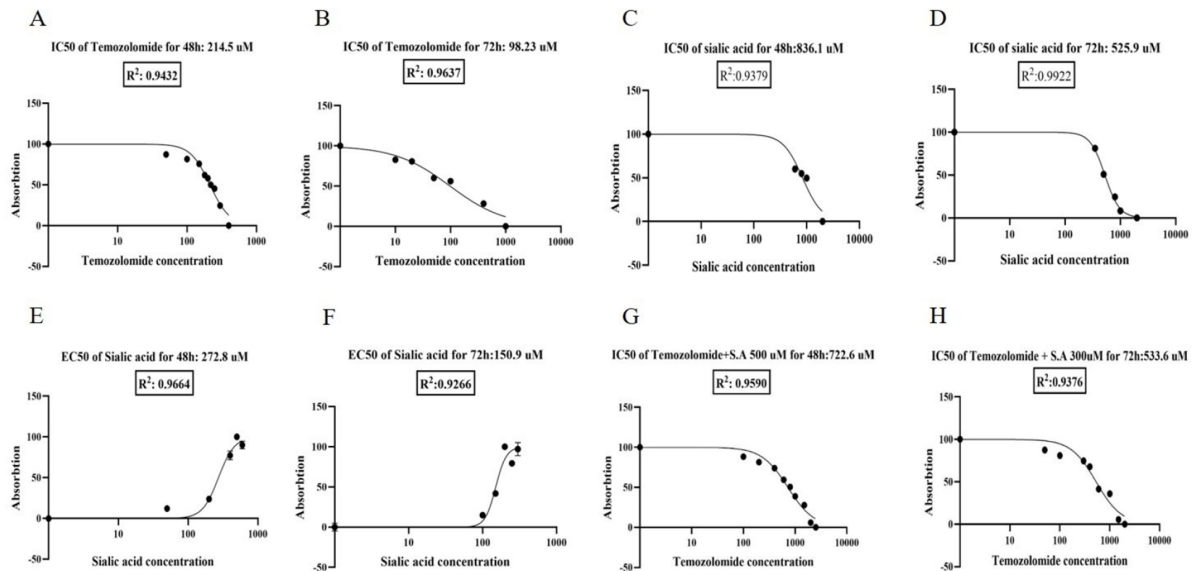 A
IC50 of Temozolomide for 48h: 214.5 uM
R²: 0.9432
150
100
50
0
-50
10
100
1000
Absorbtion
Temozolomide concentration
B
IC50 of Temozolomide for 72h: 98.23 uM
R²: 0.9637
150
100
50
0
-50
10
100
1000
10000
Absorbtion
Temozolomide concentration
C
IC50 of sialic acid for 48h:836.1 uM
R²:0.9379
150
100
50
0
-50
10
100
1000
10000
Absorbtion
Sialic acid concentration
D
IC50 of sialic acid for 72h: 525.9 uM
R²:0.9922
150
100
50
0
-50
10
100
1000
10000
Absorbtion
Sialic acid concentration
E
EC50 of Sialic acid for 48h: 272.8 uM
R²: 0.9664
150
100
50
0
-50
10
100
1000
Absorbtion
Sialic acid concentration
F
EC50 of Sialic acid for 72h:150.9 uM
R²:0.9266
150
100
50
0
-50
10
100
1000
Absorbtion
Sialic acid concentration
G
IC50 of Temozolomide+S.A 500 uM for 48h:722.6 uM
R²: 0.9590
150
100
50
0
-50
10
100
1000
10000
Absorbtion
Temozolomide concentration
H
IC50 of Temozolomide + S.A 300uM for 72h:533.6 uM
R²:0.9376
150
100
50
0
-50
10
100
1000
10000
Absorbtion
Temozolomide concentration